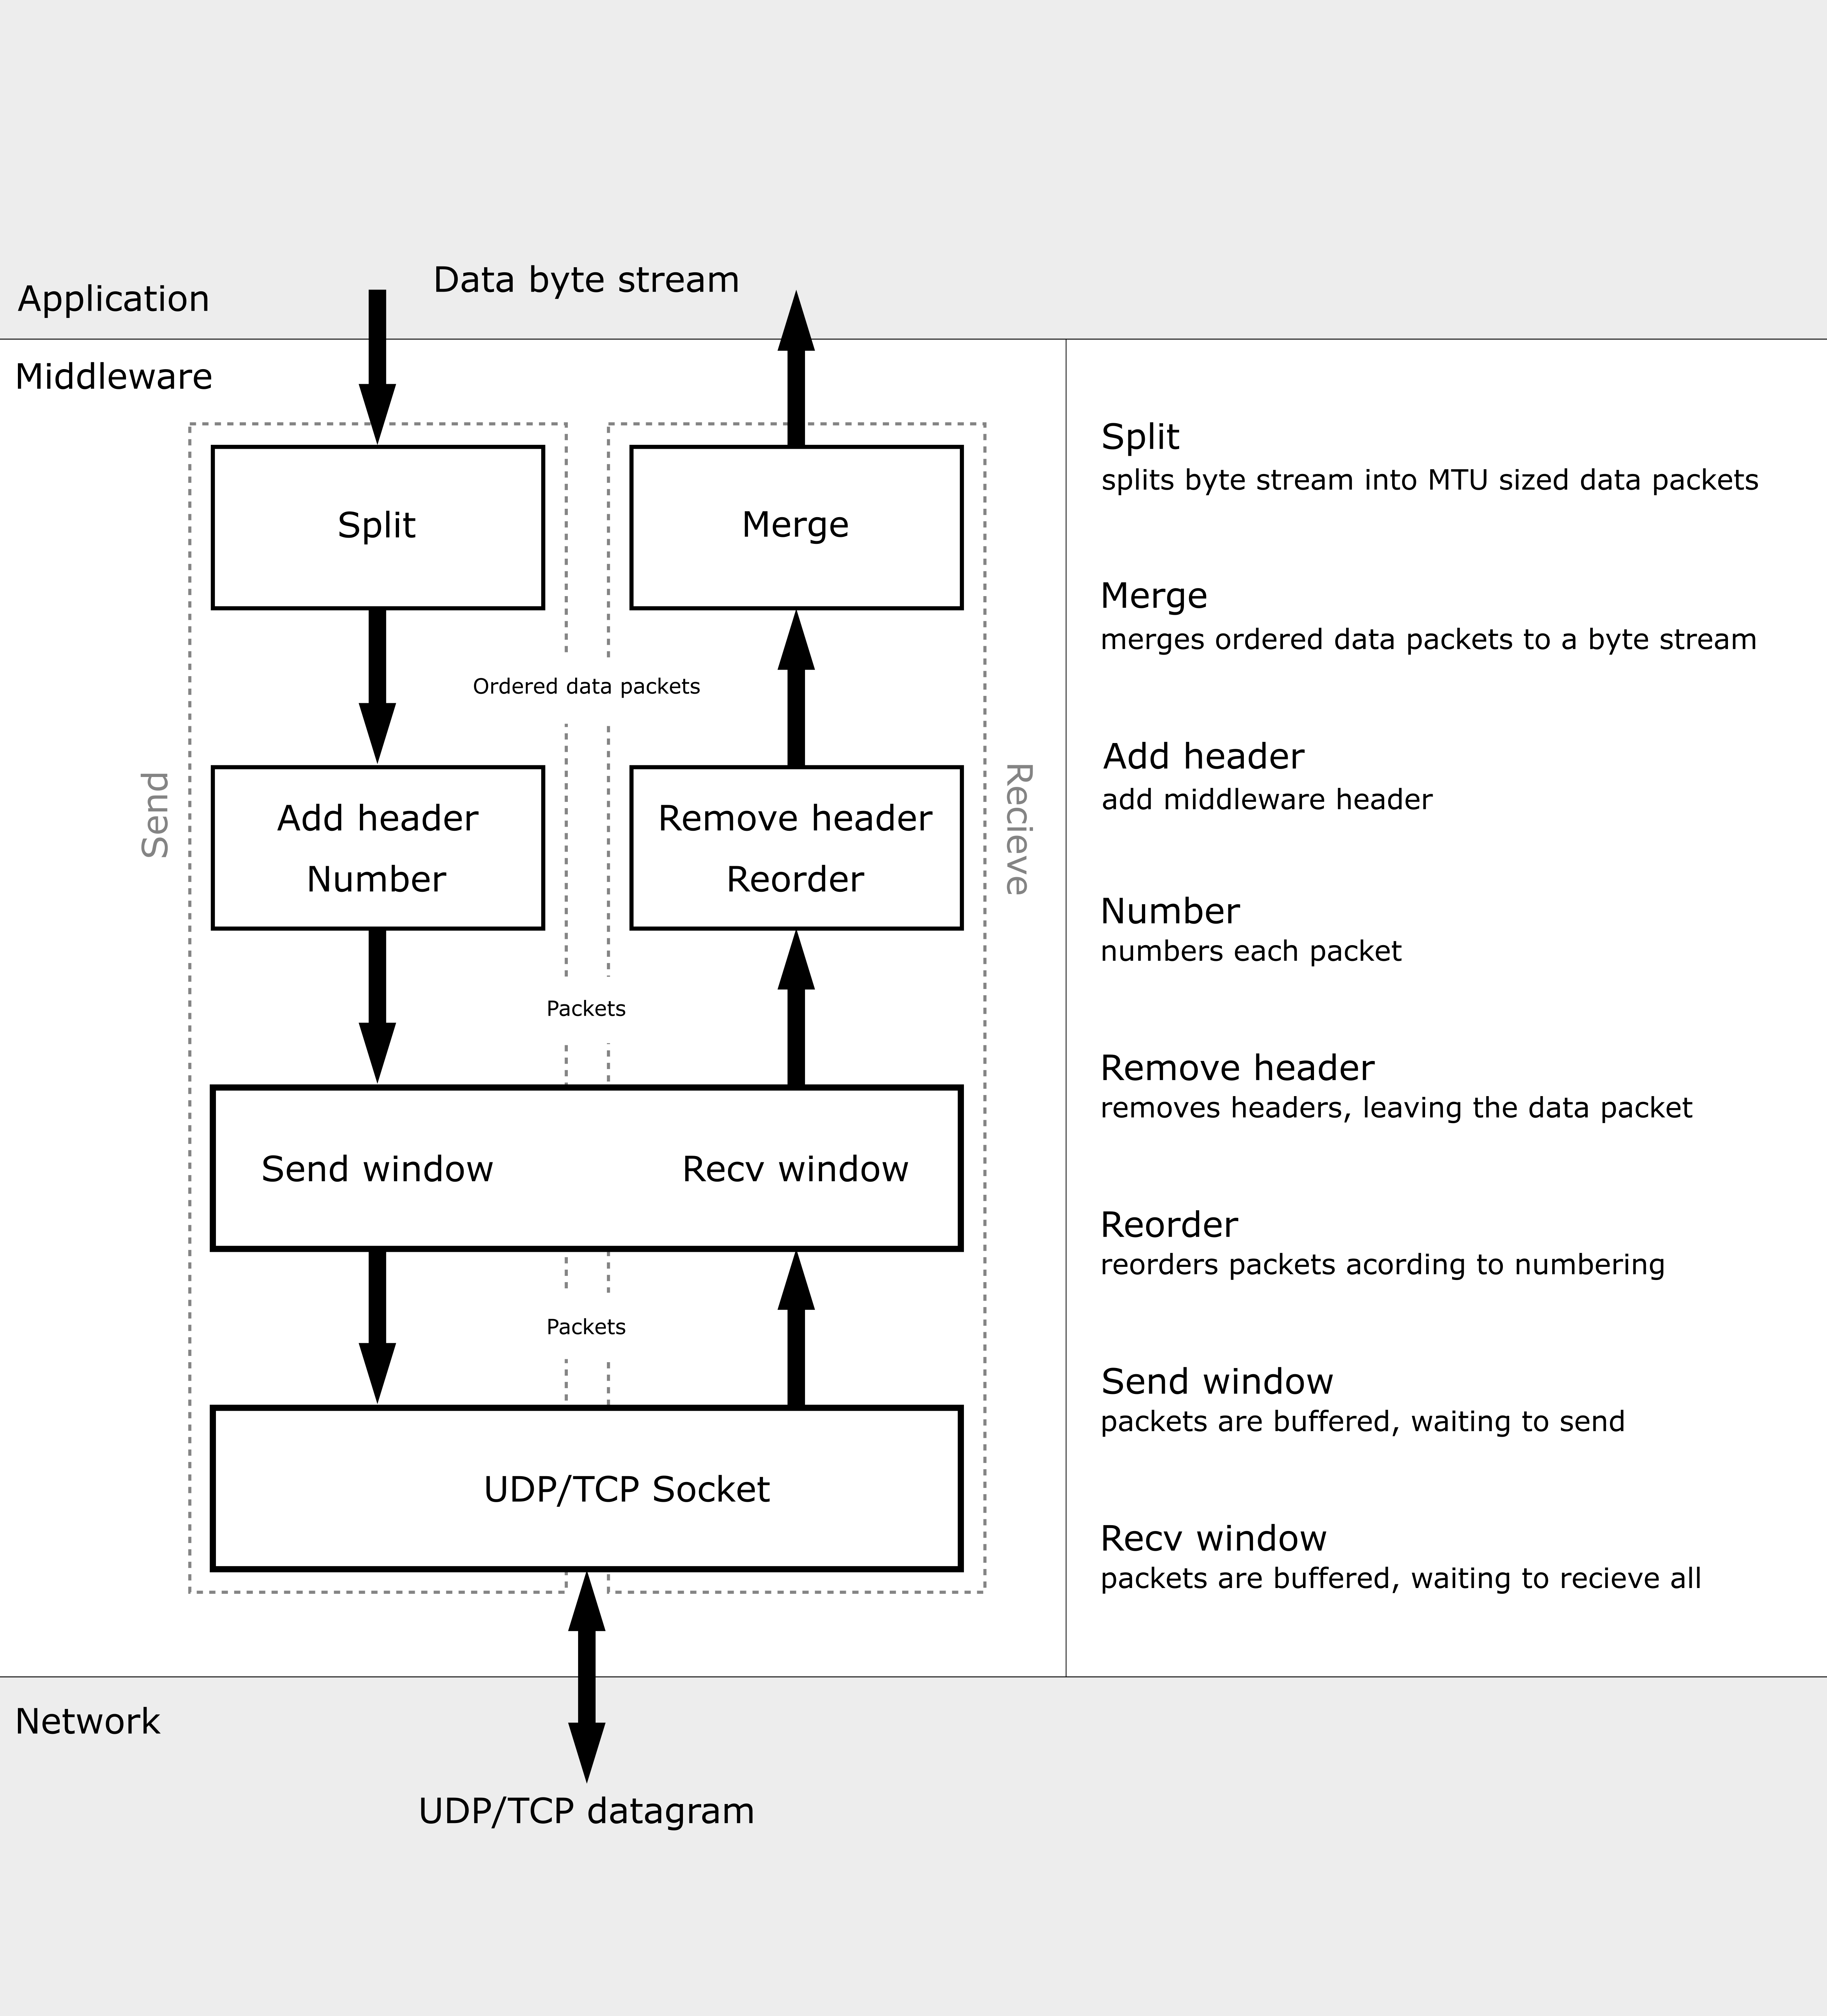 Data byte stream
Application
Middleware
Split
Merge
Ordered data packets
Send
Add header
Number
Remove header
Reorder
Recieve
Packets
Send window
Recv window
Packets
UDP/TCP Socket
Split
splits byte stream into MTU sized data packets
Merge
merges ordered data packets to a byte stream
Add header
add middleware header
Number
numbers each packet
Remove header
removes headers, leaving the data packet
Reorder
reorders packets acording to numbering
Send window
packets are buffered, waiting to send
Recv window
packets are buffered, waiting to recieve all
Network
UDP/TCP datagram